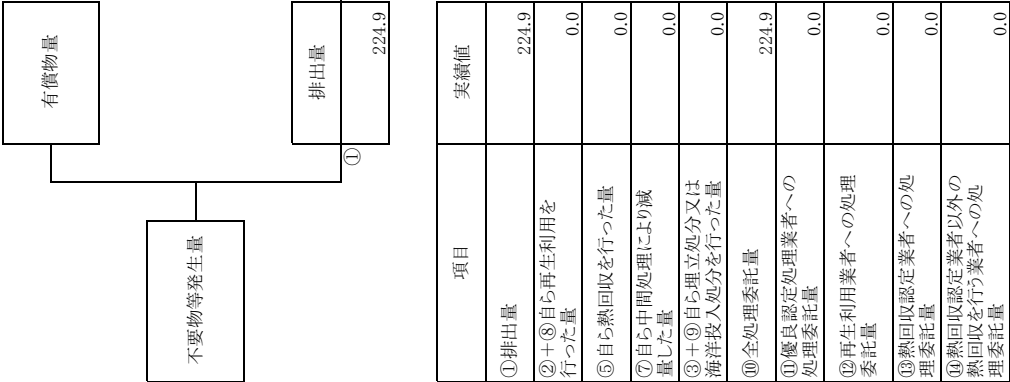 有償物量
不要物等発生量
①
排出量
224.9
項目
実績値
①排出量
224.9
②+⑧自ら再生利用を
行った量
0.0
⑤自ら熱回収を行った量
0.0
⑦自ら中間処理により減
量した量
0.0
③+⑨自ら埋立処分又は
海洋投入処分を行った量
0.0
⑩全処理委託量
224.9
⑪優良認定処理業者への
処理委託量
0.0
⑫再生利用業者への処理
委託量
0.0
⑬熱回収認定業者への処
理委託量
0.0
⑭熱回収認定業者以外の
熱回収を行う業者への処
理委託量
0.0